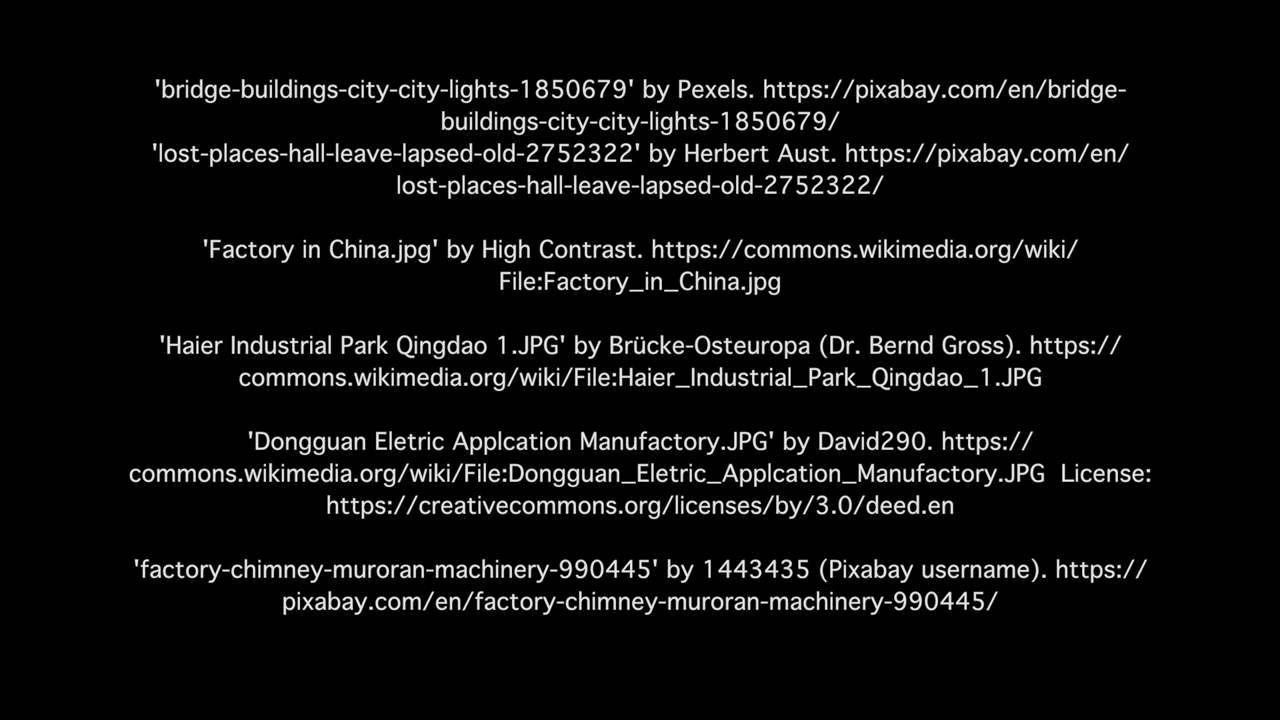 'bridge-buildings-city-city-lights-1850679' by Pexels. https://pixabay.com/en/bridge-
buildings-city-city-lights-1850679/
'lost-places-hall-leave-lapsed-old-2752322' by Herbert Aust. https://pixabay.com/en/
lost-places-hall-leave-lapsed-old-2752322/
'Factory in China.jpg' by High Contrast. https://commons.wikimedia.org/wiki/
File:Factory_in_China.jpg
'Haier Industrial Park Qingdao 1.JPG' by Brücke-Osteuropa (Dr. Bernd Gross). https://
commons.wikimedia.org/wiki/File:Haier_Industrial_Park_Qingdao_1.JPG
'Dongguan Eletric Applcation Manufactory.JPG' by David290. https://
commons.wikimedia.org/wiki/File:Dongguan_Eletric_Applcation_Manufactory.JPG  License:
https://creativecommons.org/licenses/by/3.0/deed.en
'factory-chimney-muroran-machinery-990445' by 1443435 (Pixabay username). https://
pixabay.com/en/factory-chimney-muroran-machinery-990445/